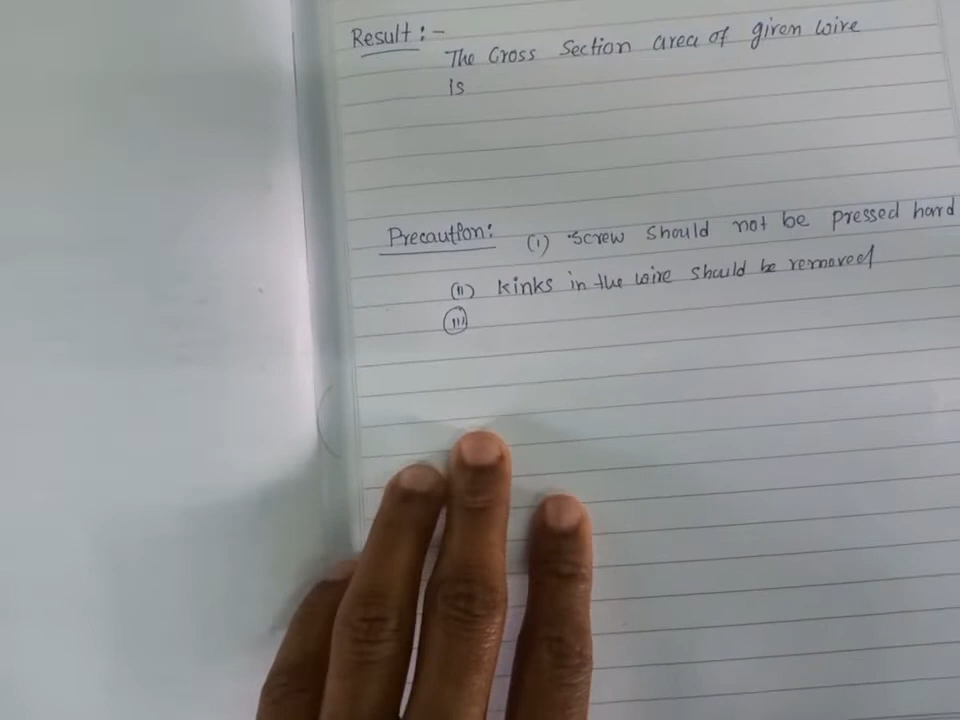 Result :-
The Cross Section area of given wire
is
Precaution: (i) Screw should not be pressed hard
(ii) kinks in the wire should be removed
(iii)